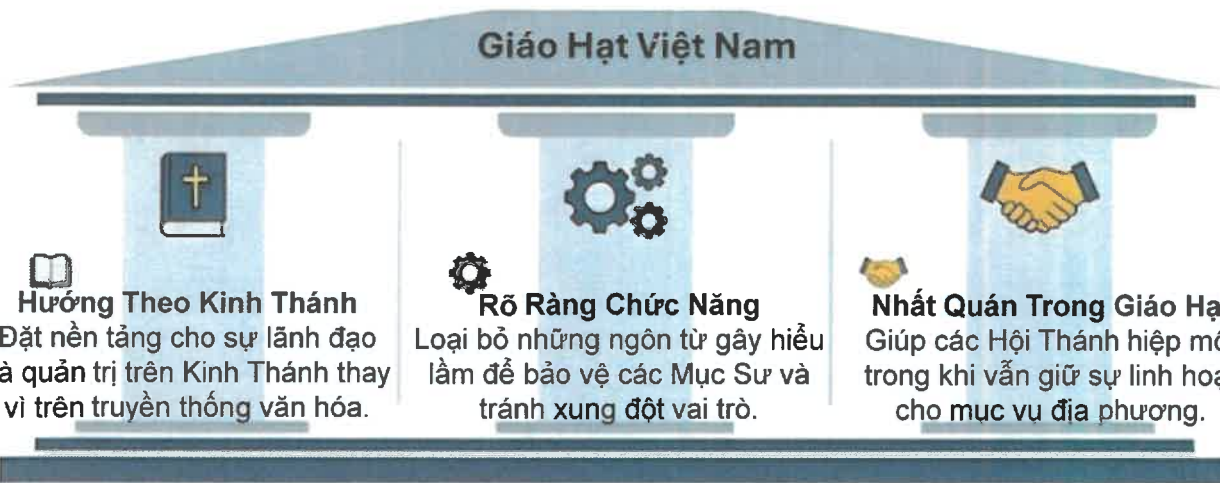 Giáo Hạt Việt Nam
Hướng Theo Kinh Thánh
Đặt nền tảng cho sự lãnh đạo
à quản trị trên Kinh Thánh thay
vì trên truyền thống văn hóa.
Rõ Ràng Chức Năng
Loại bỏ những ngôn từ gây hiểu
lầm để bảo vệ các Mục Sư và
tránh xung đột vai trò.
Nhất Quán Trong Giáo Hạ
Giúp các Hội Thánh hiệp mộ
trong khi vẫn giữ sự linh hoạ
cho mục vụ địa phương.